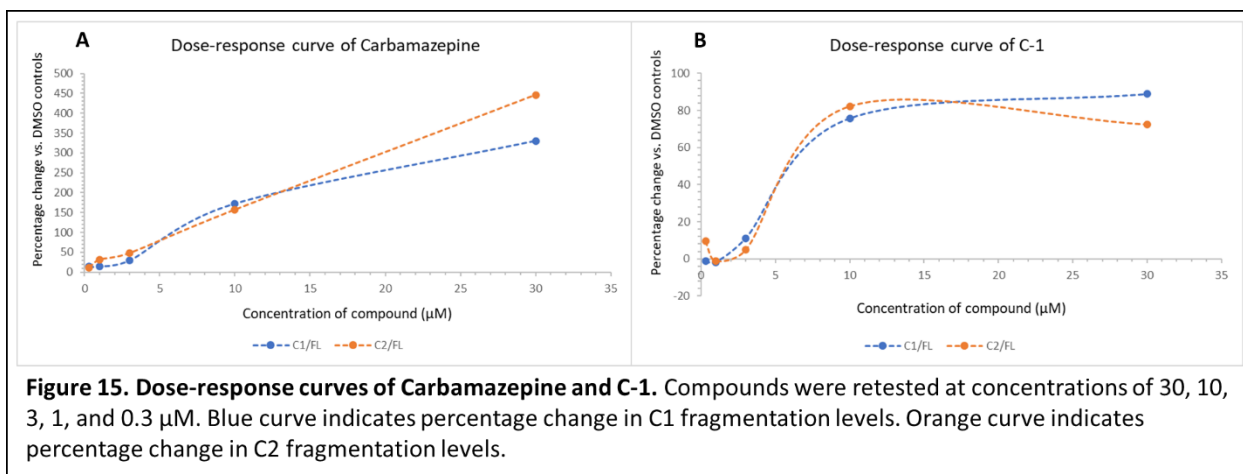 A
Dose-response curve of Carbamazepine
Percentage change vs. DMSO controls
500
450
400
350
300
250
200
150
100
50
0
0
5
10
15
20
25
30
35
Concentration of compound (µM)
C1/FL
C2/FL
B
Dose-response curve of C-1
Percentage change vs. DMSO controls
100
80
60
40
20
0
-20
0
5
10
15
20
25
30
35
Concentration of compound (µM)
C1/FL
C2/FL
Figure 15. Dose-response curves of Carbamazepine and C-1. Compounds were retested at concentrations of 30, 10,
3, 1, and 0.3 µM. Blue curve indicates percentage change in C1 fragmentation levels. Orange curve indicates
percentage change in C2 fragmentation levels.